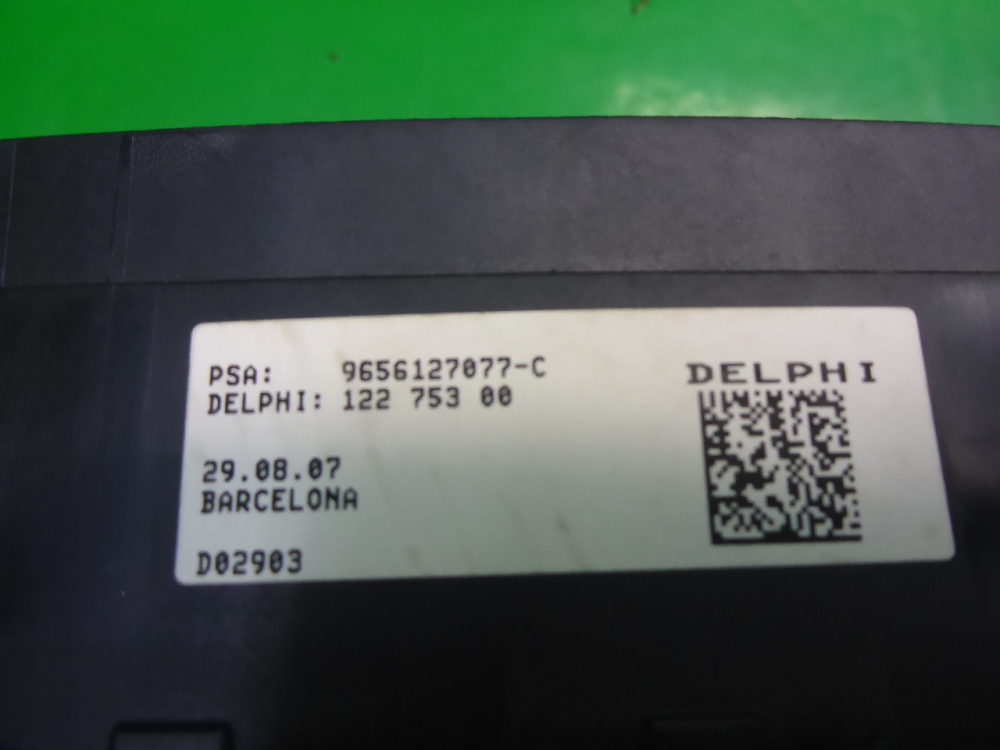 PSA: 9656127077-C
DELPHI: 122 753 00
DELPHI
29.08.07
BARCELONA
D02903